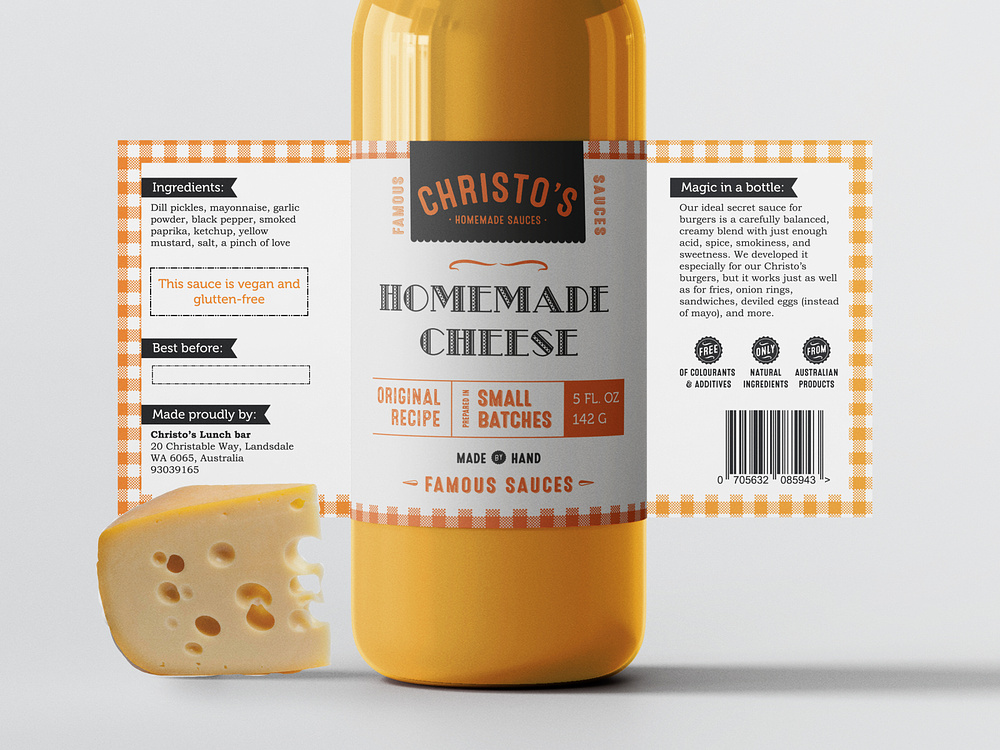 Ingredients:
Dill pickles, mayonnaise, garlic
powder, black pepper, smoked
paprika, ketchup, yellow
mustard, salt, a pinch of love
This sauce is vegan and
glutten-free
Best before:
Made proudly by:
Christo's Lunch bar
20 Christable Way, Landsdale
WA 6065, Australia
93039165
FAMOUS
CHRISTO'S
· HOMEMADE SAUCES ·
SAUCES
HOMEMADE
CHEESE
ORIGINAL
RECIPE
PREPARED IN
SMALL
BATCHES
5 FL. OZ
142 G
MADE BY HAND
FAMOUS SAUCES
Magic in a bottle:
Our ideal secret sauce for
burgers is a carefully balanced,
creamy blend with just enough
acid, spice, smokiness, and
sweetness. We developed it
especially for our Christo's
burgers, but it works just as well
as for fries, onion rings,
sandwiches, deviled eggs (instead
of mayo), and more.
FREE
OF COLOURANTS
& ADDITIVES
ONLY
NATURAL
INGREDIENTS
FROM
AUSTRALIAN
PRODUCTS
0 705632 085943 >